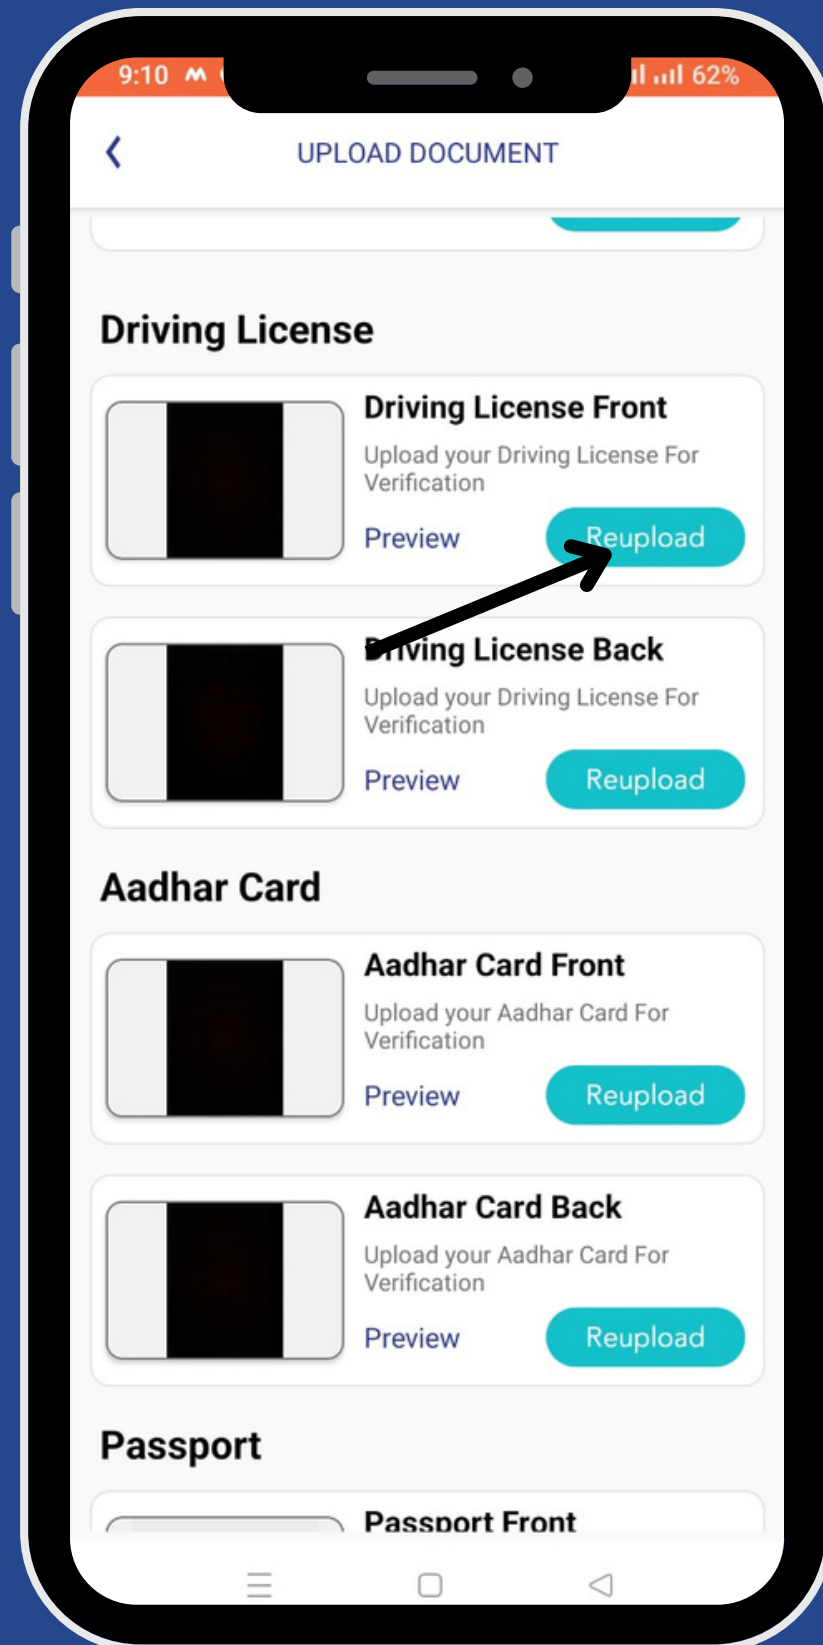 9:10
62%
UPLOAD DOCUMENT
Driving License
Driving License Front
Upload your Driving License For
Verification
Preview
Reupload
Driving License Back
Upload your Driving License For
Verification
Preview
Reupload
Aadhar Card
Aadhar Card Front
Upload your Aadhar Card For
Verification
Preview
Reupload
Aadhar Card Back
Upload your Aadhar Card For
Verification
Preview
Reupload
Passport
Passport Front